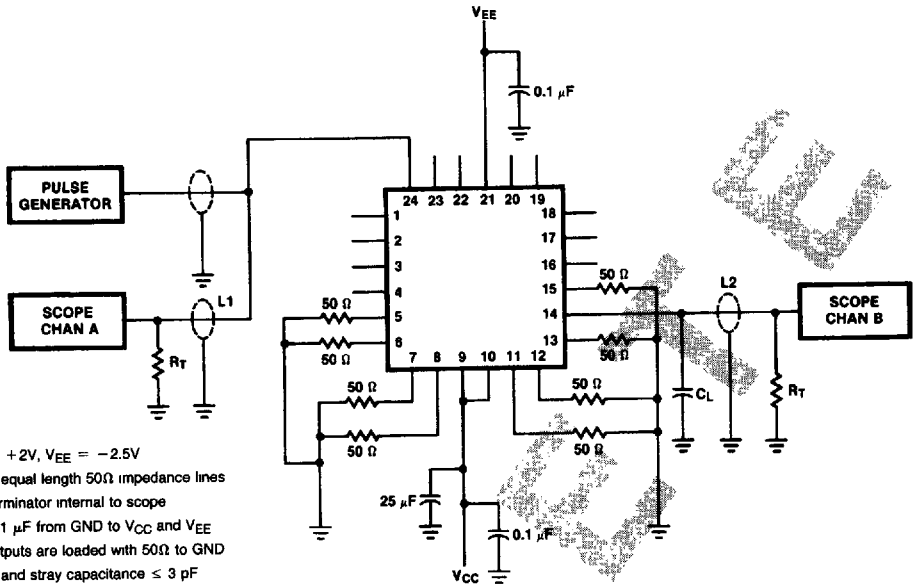 VEE
0.1 μF
PULSE
GENERATOR
24 23 22 21 20 19
1
2
3
4
5
6
18
17
16
15
14
13
7 8 9 10 11 12
SCOPE
CHAN A
L1
RT
50 Ω
50 Ω
50 Ω
50 Ω
50 Ω
50 Ω
50 Ω
50 Ω
L2
SCOPE
CHAN B
CL
RT
25 μF
0.1 μF
VCC
+2V, VEE = −2.5V
equal length 50Ω impedance lines
terminator internal to scope
1 μF from GND to VCC and VEE
tputs are loaded with 50Ω to GND
and stray capacitance ≤ 3 pF